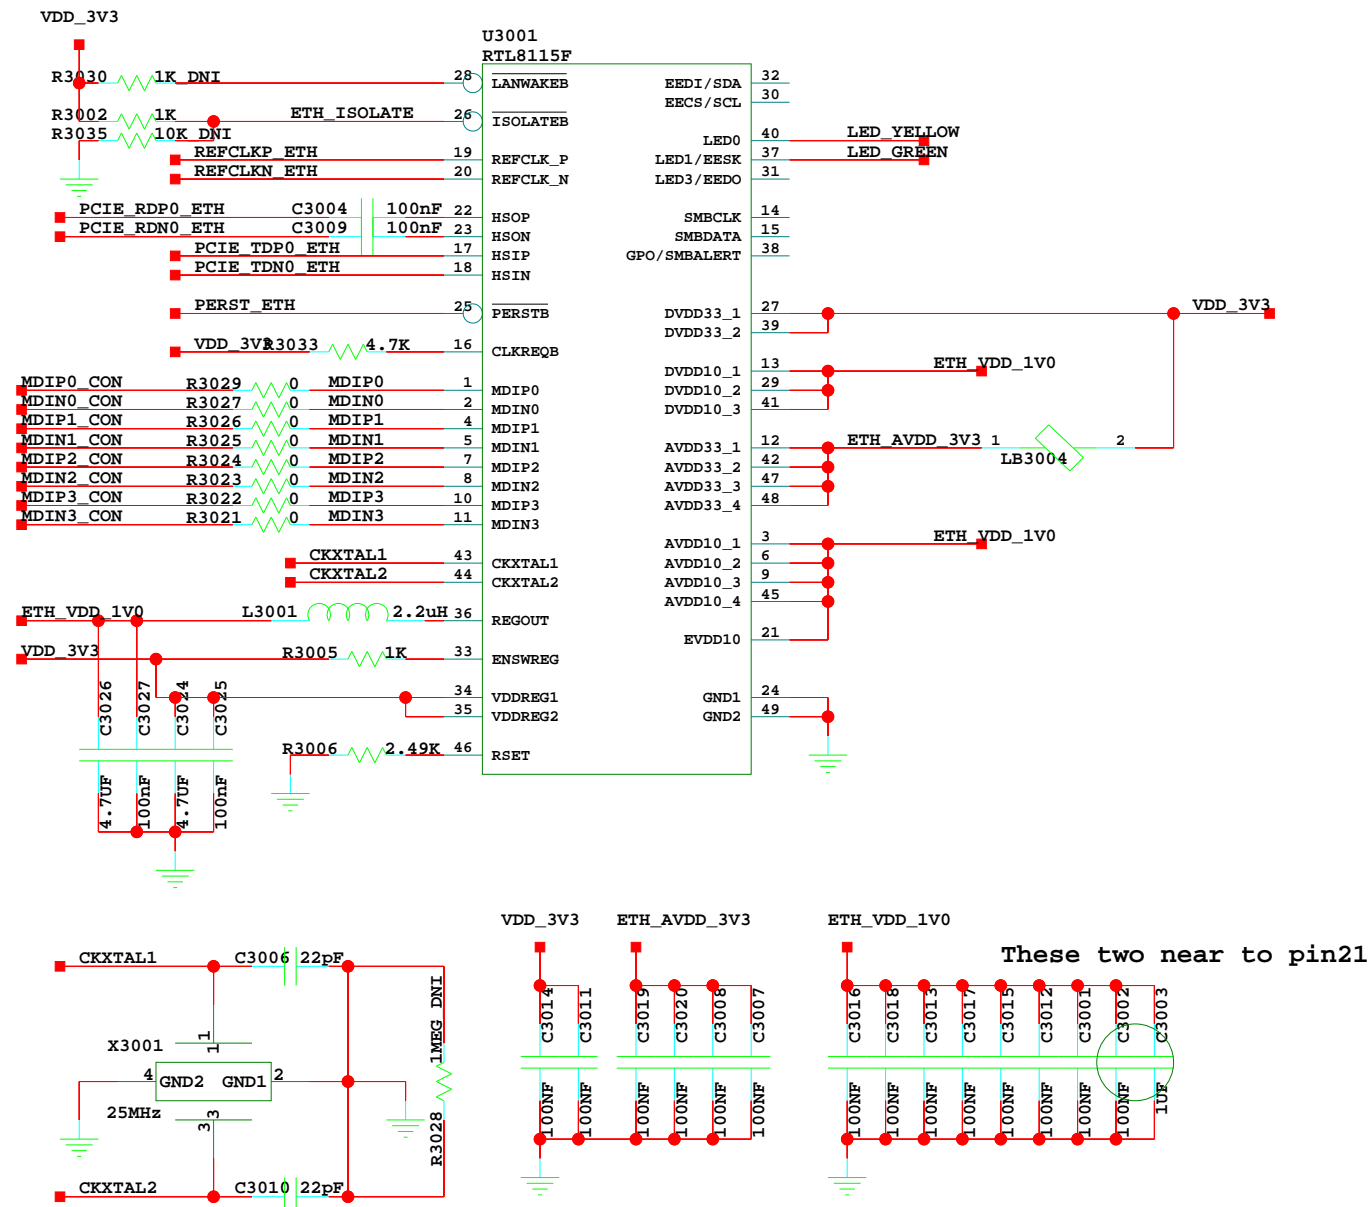 VDD_3V3
U3001
RTL8115F
R3030 1K_DNI 28 LANWAKEB EEDI/SDA 32
EECS/SCL 30
R3002 1K ETH_ISOLATE 26 ISOLATEB
R3035 10K_DNI LED0 40 LED_YELLOW
REFCLKP_ETH 19 REFCLK_P LED1/EESK 37 LED_GREEN
REFCLKN_ETH 20 REFCLK_N LED3/EEDO 31
PCIE_RDP0_ETH C3004 100nF 22 HSOP SMBCLK 14
PCIE_RDN0_ETH C3009 100nF 23 HSON SMBDATA 15
PCIE_TDP0_ETH 17 HSIP GPO/SMBALERT 38
PCIE_TDN0_ETH 18 HSIN
PERST_ETH 25 PERSTB DVDD33_1 27 VDD_3V3
DVDD33_2 39
VDD_3V3 R3033 4.7K 16 CLKREQB
DVDD10_1 13 ETH_VDD_1V0
MDIP0_CON R3029 0 MDIP0 1 MDIP0 DVDD10_2 29
MDIN0_CON R3027 0 MDIN0 2 MDIN0 DVDD10_3 41
MDIP1_CON R3026 0 MDIP1 4 MDIP1
MDIN1_CON R3025 0 MDIN1 5 MDIN1 AVDD33_1 12 ETH_AVDD_3V3 1 LB3004 2
MDIP2_CON R3024 0 MDIP2 7 MDIP2 AVDD33_2 42
MDIN2_CON R3023 0 MDIN2 8 MDIN2 AVDD33_3 47
MDIP3_CON R3022 0 MDIP3 10 MDIP3 AVDD33_4 48
MDIN3_CON R3021 0 MDIN3 11 MDIN3
AVDD10_1 3 ETH_VDD_1V0
CKXTAL1 43 CKXTAL1 AVDD10_2 6
CKXTAL2 44 CKXTAL2 AVDD10_3 9
AVDD10_4 45
ETH_VDD_1V0 L3001 2.2uH 36 REGOUT
EVDD10 21
VDD_3V3 R3005 1K 33 ENSWREG
34 VDDREG1 GND1 24
35 VDDREG2 GND2 49
C3026 C3027 C3024 C3025
R3006 2.49K 46 RSET
4.7UF 100nF 4.7UF 100nF
VDD_3V3 ETH_AVDD_3V3 ETH_VDD_1V0
These two near to pin21
CKXTAL1 C3006 22pF
C3014 C3011 C3019 C3020 C3008 C3007 C3016 C3018 C3013 C3017 C3015 C3012 C3001 C3002 C3003
1 1
X3001
1MEG DNI
4 GND2 GND1 2
25MHz
3 3
R3028
100NF 100NF 100NF 100NF 100NF 100NF 100NF 100NF 100NF 100NF 100NF 100NF 100NF 100NF 1UF
CKXTAL2 C3010 22pF